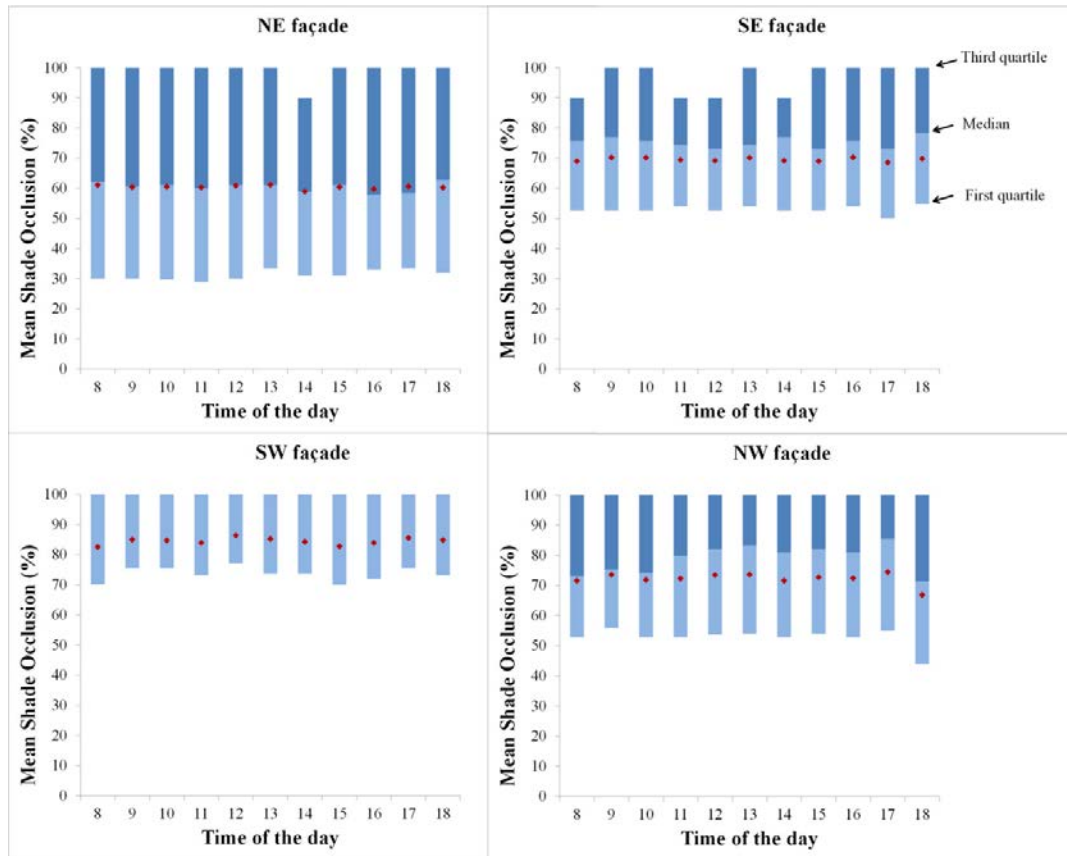 NE façade
Mean Shade Occlusion (%)
100
90
80
70
60
50
40
30
20
10
0
8 9 10 11 12 13 14 15 16 17 18
Time of the day
SE façade
Mean Shade Occlusion (%)
100
90
80
70
60
50
40
30
20
10
0
8 9 10 11 12 13 14 15 16 17 18
Time of the day
Third quartile
Median
First quartile
SW façade
Mean Shade Occlusion (%)
100
90
80
70
60
50
40
30
20
10
0
8 9 10 11 12 13 14 15 16 17 18
Time of the day
NW façade
Mean Shade Occlusion (%)
100
90
80
70
60
50
40
30
20
10
0
8 9 10 11 12 13 14 15 16 17 18
Time of the day